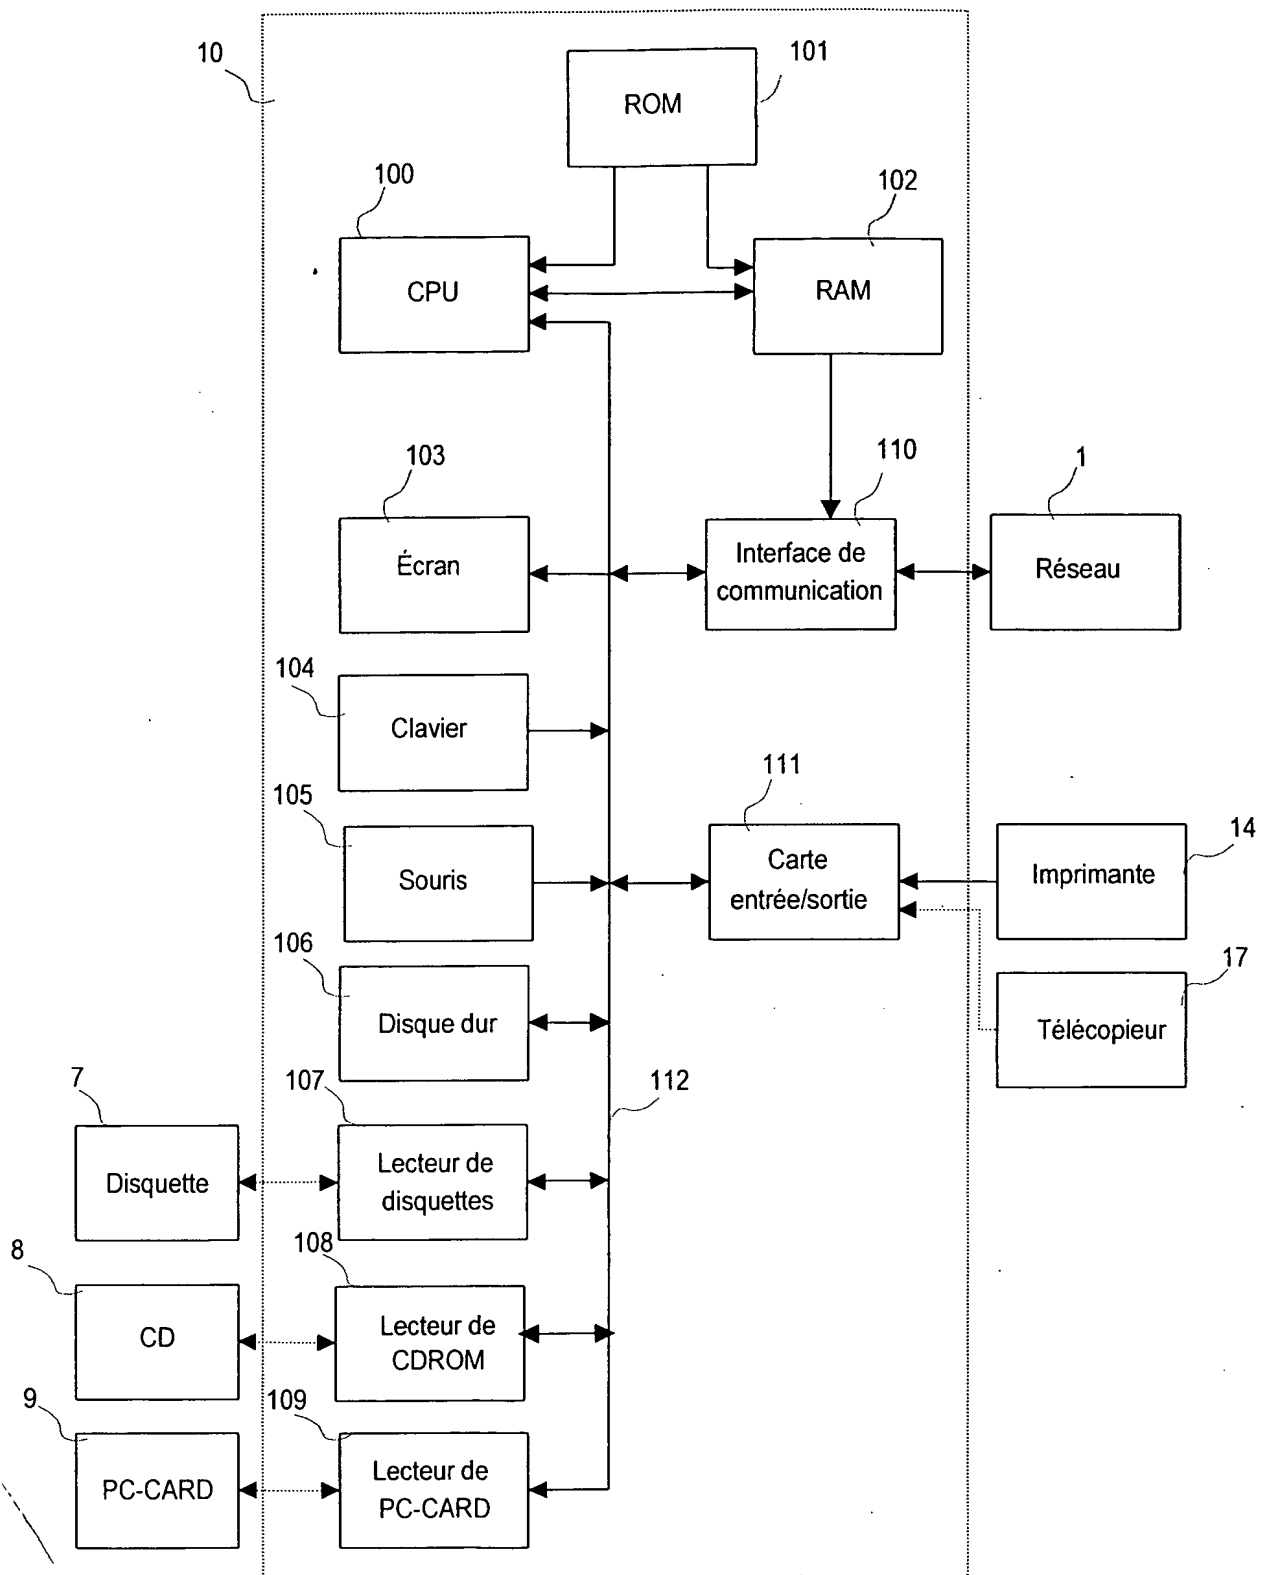 10
101
ROM
100
102
CPU
RAM
103
110
1
Écran
Interface de
communication
Réseau
104
Clavier
111
105
14
Souris
Carte
entrée/sortie
Imprimante
106
17
Disque dur
Télécopieur
7
107
112
Disquette
Lecteur de
disquettes
8
108
CD
Lecteur de
CDROM
9
109
PC-CARD
Lecteur de
PC-CARD